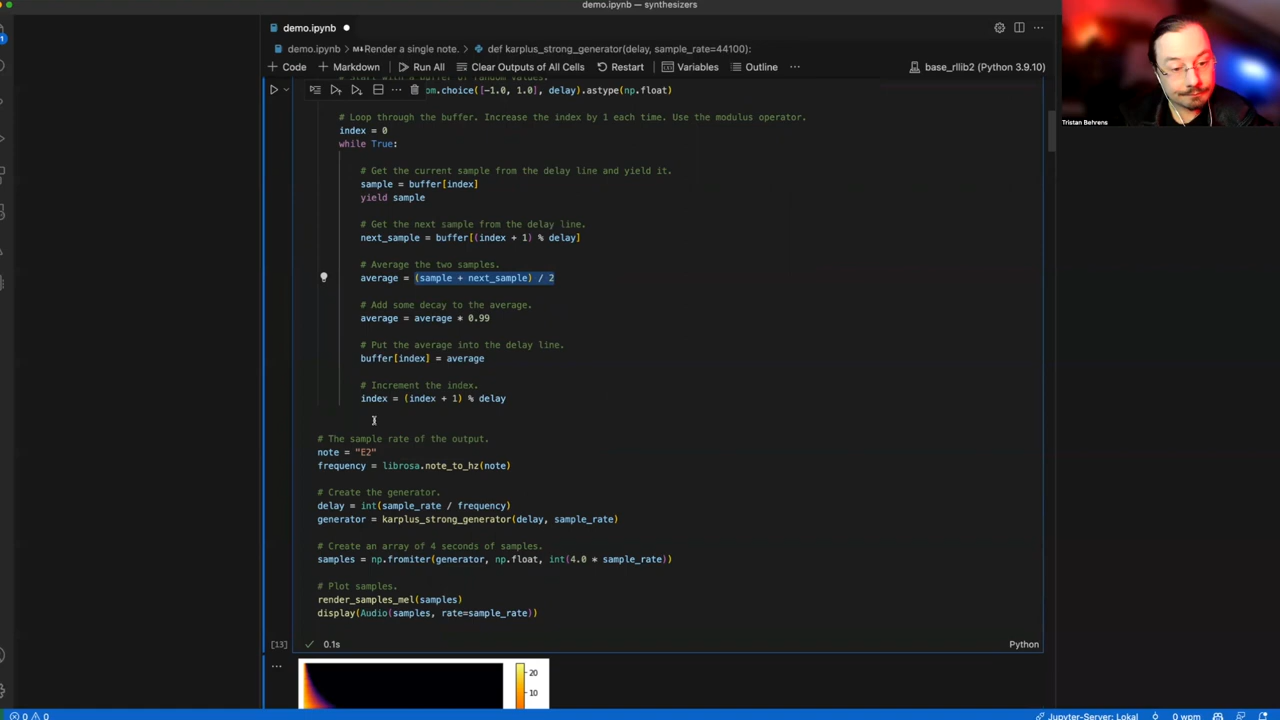 demo.ipynb — synthesizers
demo.ipynb
demo.ipynb > Render a single note. > def karplus_strong_generator(delay, sample_rate=44100):
+ Code + Markdown Run All Clear Outputs of All Cells Restart Variables Outline ... base_rllib2 (Python 3.9.10)
om.choice([-1.0, 1.0], delay).astype(np.float)
# Loop through the buffer. Increase the index by 1 each time. Use the modulus operator.
index = 0
while True:
# Get the current sample from the delay line and yield it.
sample = buffer[index]
yield sample
# Get the next sample from the delay line.
next_sample = buffer[(index + 1) % delay]
# Average the two samples.
average = (sample + next_sample) / 2
# Add some decay to the average.
average = average * 0.99
# Put the average into the delay line.
buffer[index] = average
# Increment the index.
index = (index + 1) % delay
# The sample rate of the output.
note = "E2"
frequency = librosa.note_to_hz(note)
# Create the generator.
delay = int(sample_rate / frequency)
generator = karplus_strong_generator(delay, sample_rate)
# Create an array of 4 seconds of samples.
samples = np.fromiter(generator, np.float, int(4.0 * sample_rate))
# Plot samples.
render_samples_mel(samples)
display(Audio(samples, rate=sample_rate))
[13] 0.1s Python
20
10
0 0 Jupyter-Server: Lokal 0 wpm
Tristan Behrens